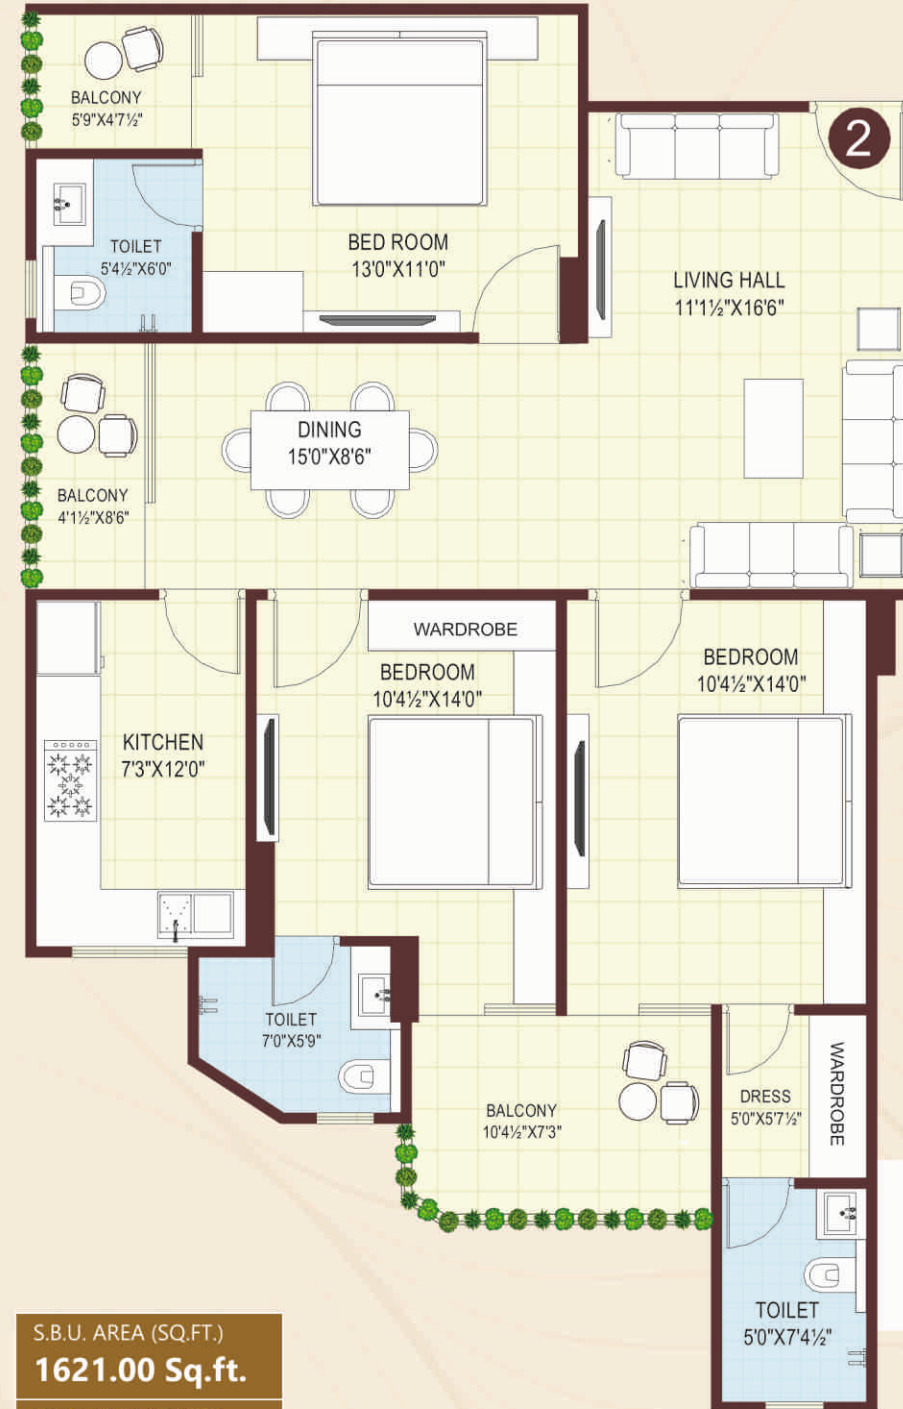 BALCONY
5'9"X4'7½"
2
TOILET
5'4½"X6'0"
BED ROOM
13'0"X11'0"
LIVING HALL
11'1½"X16'6"
DINING
15'0"X8'6"
BALCONY
4'1½"X8'6"
WARDROBE
BEDROOM
10'4½"X14'0"
BEDROOM
10'4½"X14'0"
KITCHEN
7'3"X12'0"
TOILET
7'0"X5'9"
BALCONY
10'4½"X7'3"
DRESS
5'0"X5'7½"
WARDROBE
TOILET
5'0"X7'4½"
S.B.U. AREA (SQ.FT.)
1621.00 Sq.ft.